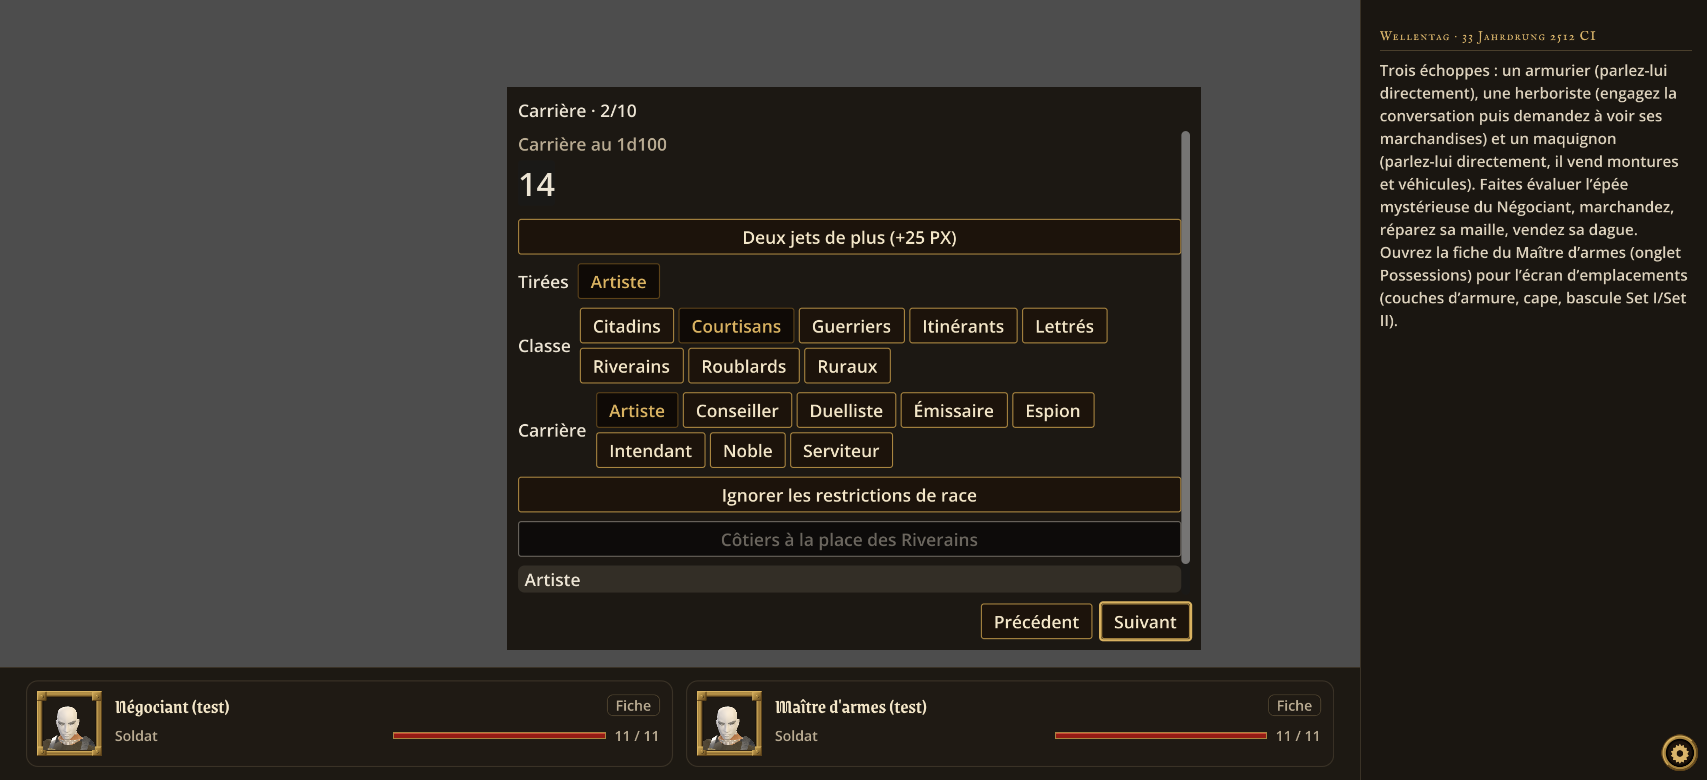 Carrière · 2/10
Carrière au 1d100
14
Deux jets de plus (+25 PX)
Tirées Artiste
Classe Citadins Courtisans Guerriers Itinérants Lettrés
Riverains Roublards Ruraux
Carrière Artiste Conseiller Duelliste Émissaire Espion
Intendant Noble Serviteur
Ignorer les restrictions de race
Côtiers à la place des Riverains
Artiste
Précédent Suivant
Négociant (test) Fiche
Soldat 11 / 11
Maître d'armes (test) Fiche
Soldat 11 / 11
Wellentag · 33 Jahrdrung 2512 CI
Trois échoppes : un armurier (parlez-lui
directement), une herboriste (engagez la
conversation puis demandez à voir ses
marchandises) et un maquignon
(parlez-lui directement, il vend montures
et véhicules). Faites évaluer l’épée
mystérieuse du Négociant, marchandez,
réparez sa maille, vendez sa dague.
Ouvrez la fiche du Maître d’armes (onglet
Possessions) pour l’écran d’emplacements
(couches d’armure, cape, bascule Set I/Set
II).